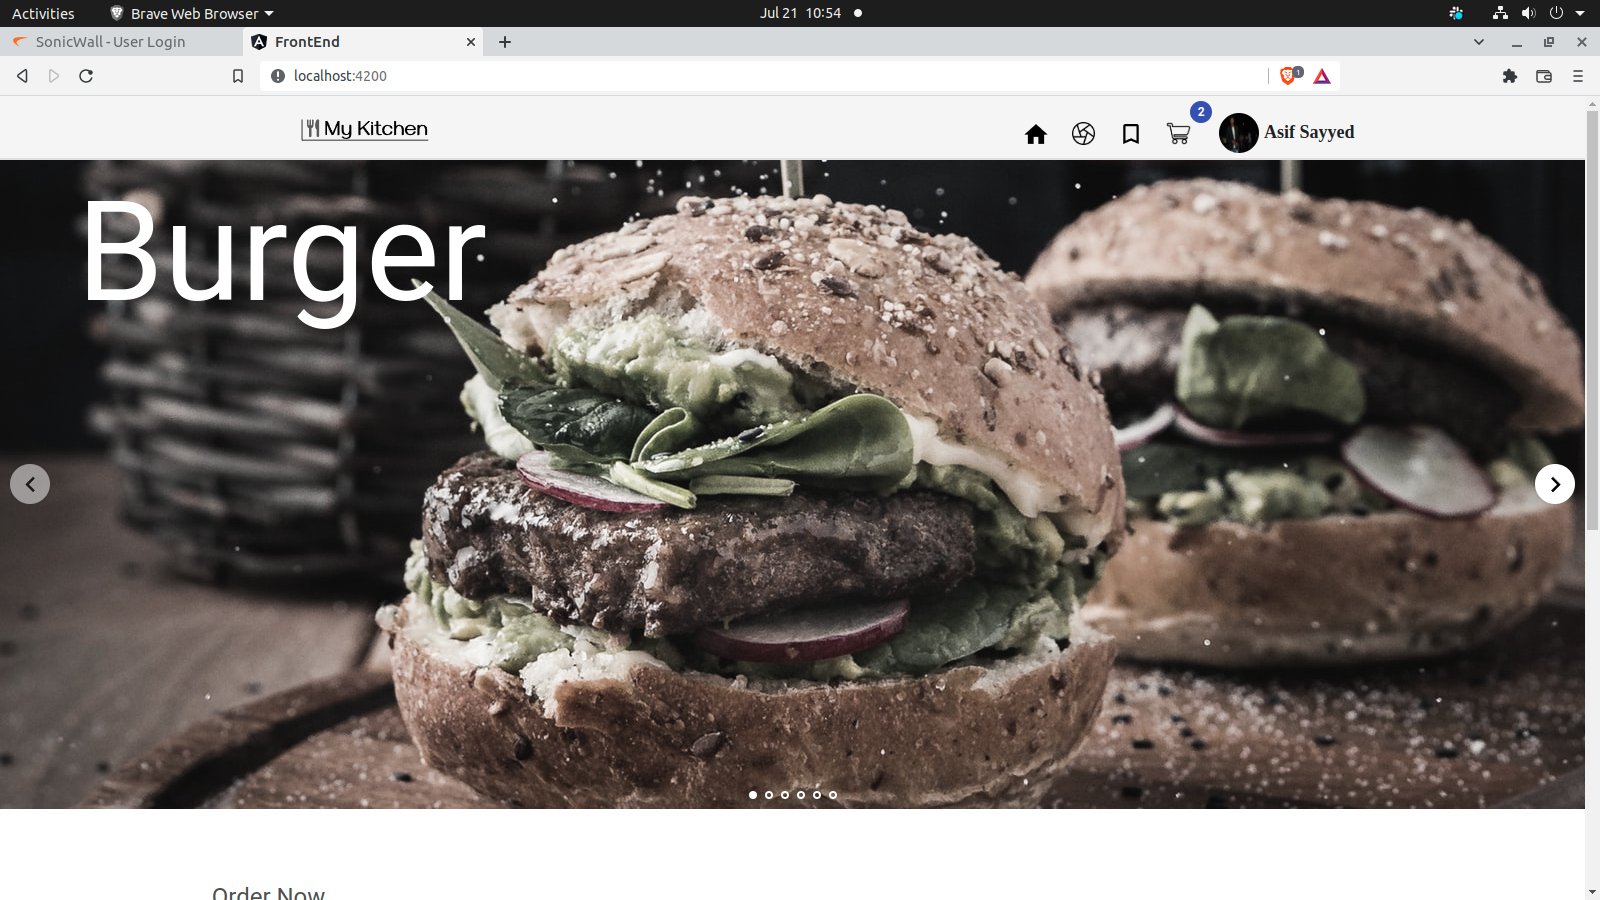 Activities
Brave Web Browser
Jul 21 10:54
SonicWall - User Login
FrontEnd
localhost:4200
1
My Kitchen
2
Asif Sayyed
Burger
Order Now